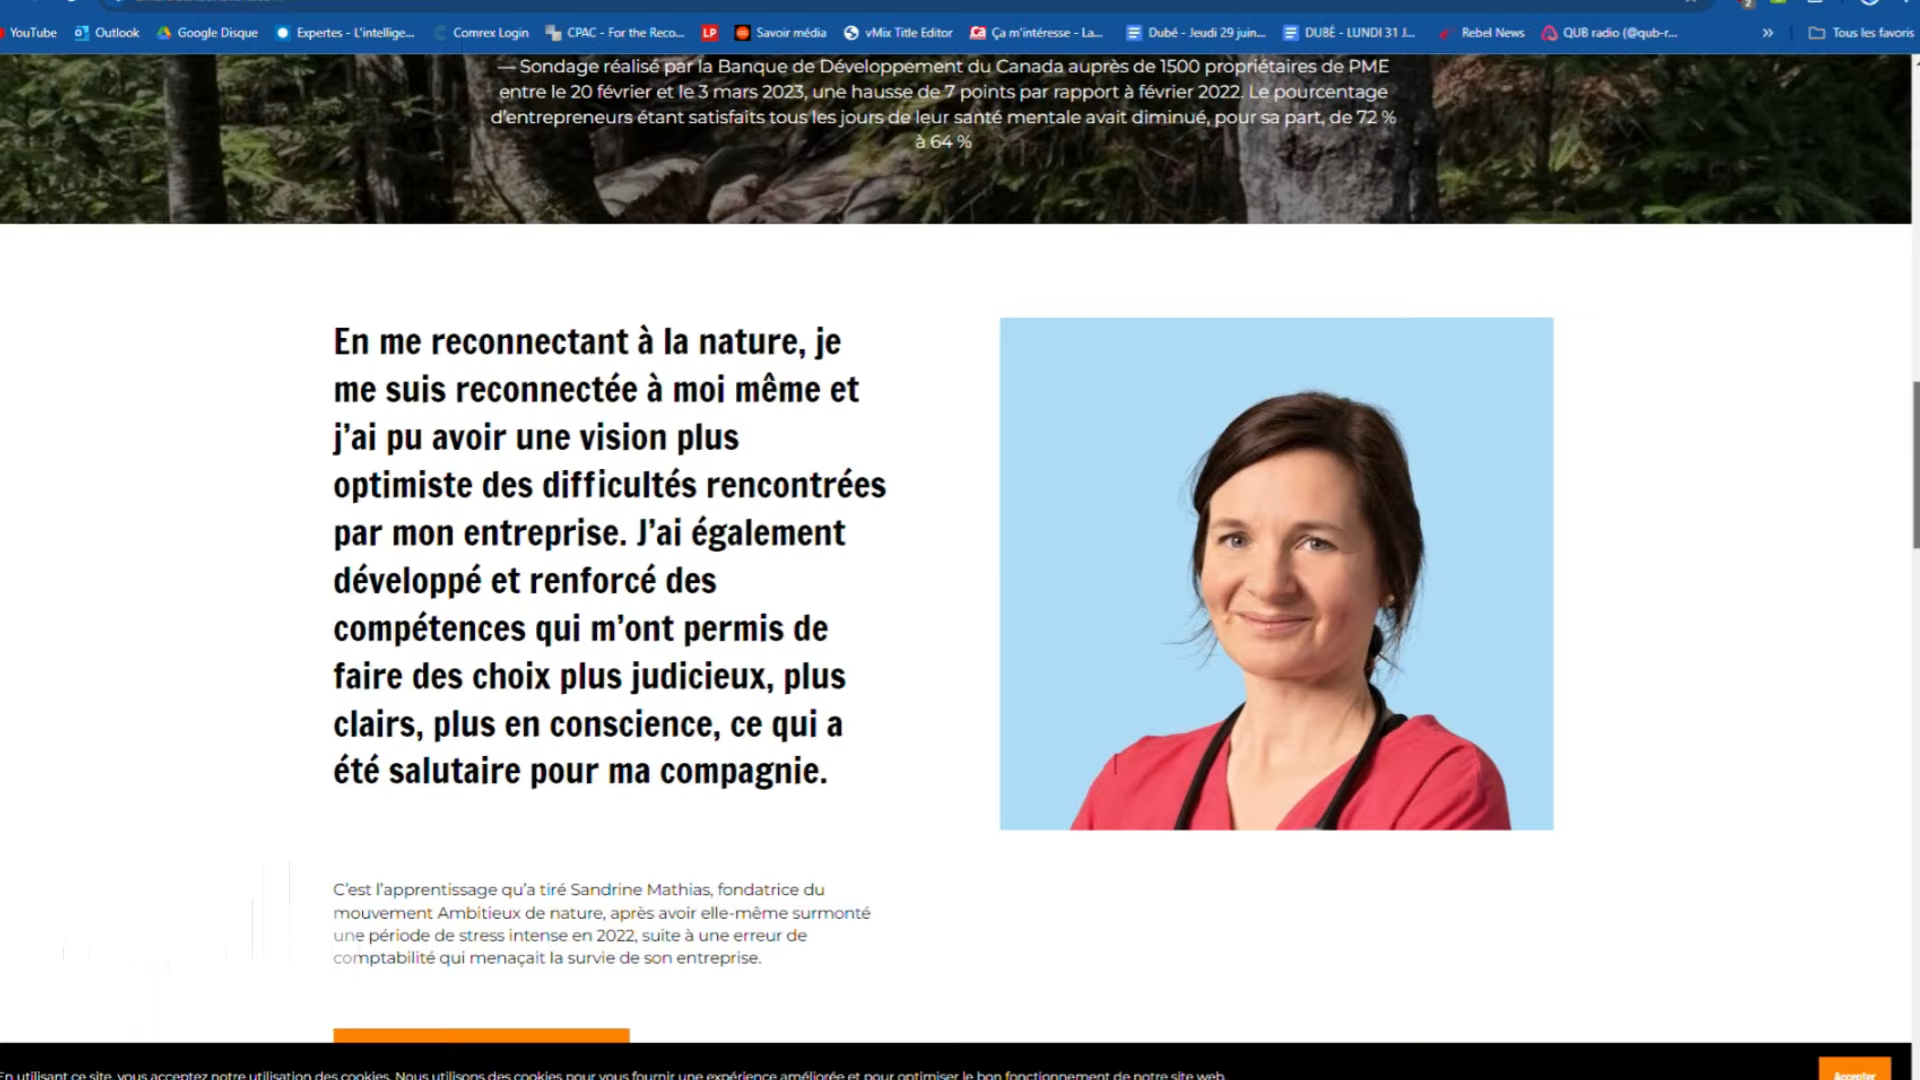 YouTube Outlook Google Disque Expertes - L'intellige... Comrex Login CPAC - For the Reco... LP Savoir média vMix Title Editor Ça m'intéresse - La... Dubé - Jeudi 29 juin... DUBÉ - LUNDI 31 J... Rebel News QUB radio (@qub-r... » Tous les favoris
— Sondage réalisé par la Banque de Développement du Canada auprès de 1500 propriétaires de PME
entre le 20 février et le 3 mars 2023, une hausse de 7 points par rapport à février 2022. Le pourcentage
d'entrepreneurs étant satisfaits tous les jours de leur santé mentale avait diminué, pour sa part, de 72 %
à 64 %
En me reconnectant à la nature, je
me suis reconnectée à moi même et
j'ai pu avoir une vision plus
optimiste des difficultés rencontrées
par mon entreprise. J'ai également
développé et renforcé des
compétences qui m'ont permis de
faire des choix plus judicieux, plus
clairs, plus en conscience, ce qui a
été salutaire pour ma compagnie.
C'est l'apprentissage qu'a tiré Sandrine Mathias, fondatrice du
mouvement Ambitieux de nature, après avoir elle-même surmonté
une période de stress intense en 2022, suite à une erreur de
comptabilité qui menaçait la survie de son entreprise.
En utilisant ce site, vous acceptez notre utilisation des cookies. Nous utilisons des cookies pour vous fournir une expérience améliorée et pour optimiser le bon fonctionnement de notre site web.
Accepter